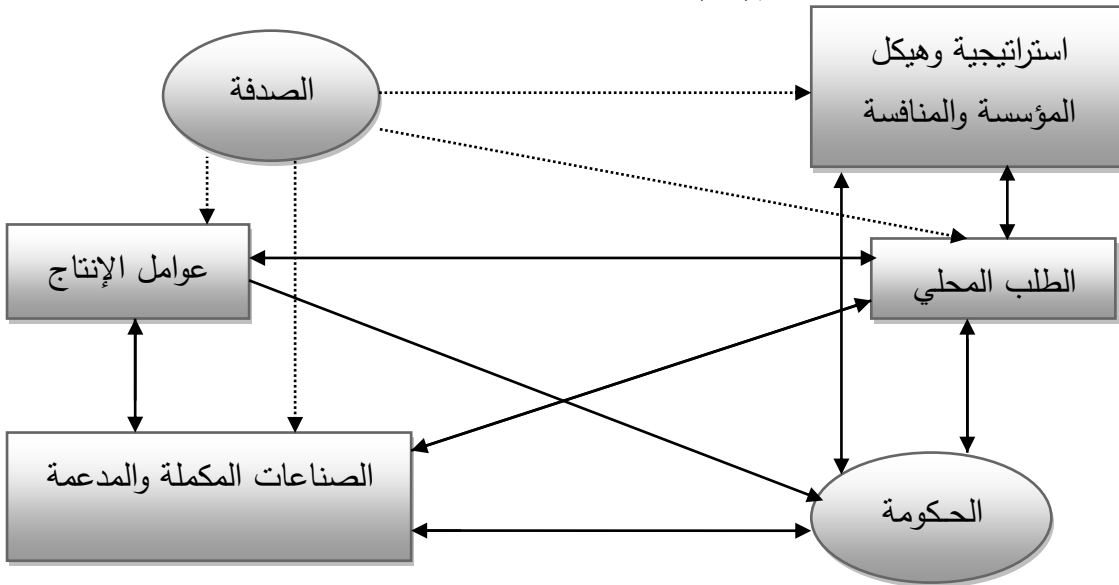 استراتيجية وهيكل
المؤسسة والمنافسة
الصدفة
عوامل الإنتاج
الطلب المحلي
الصناعات المكملة والمدعمة
الحكومة